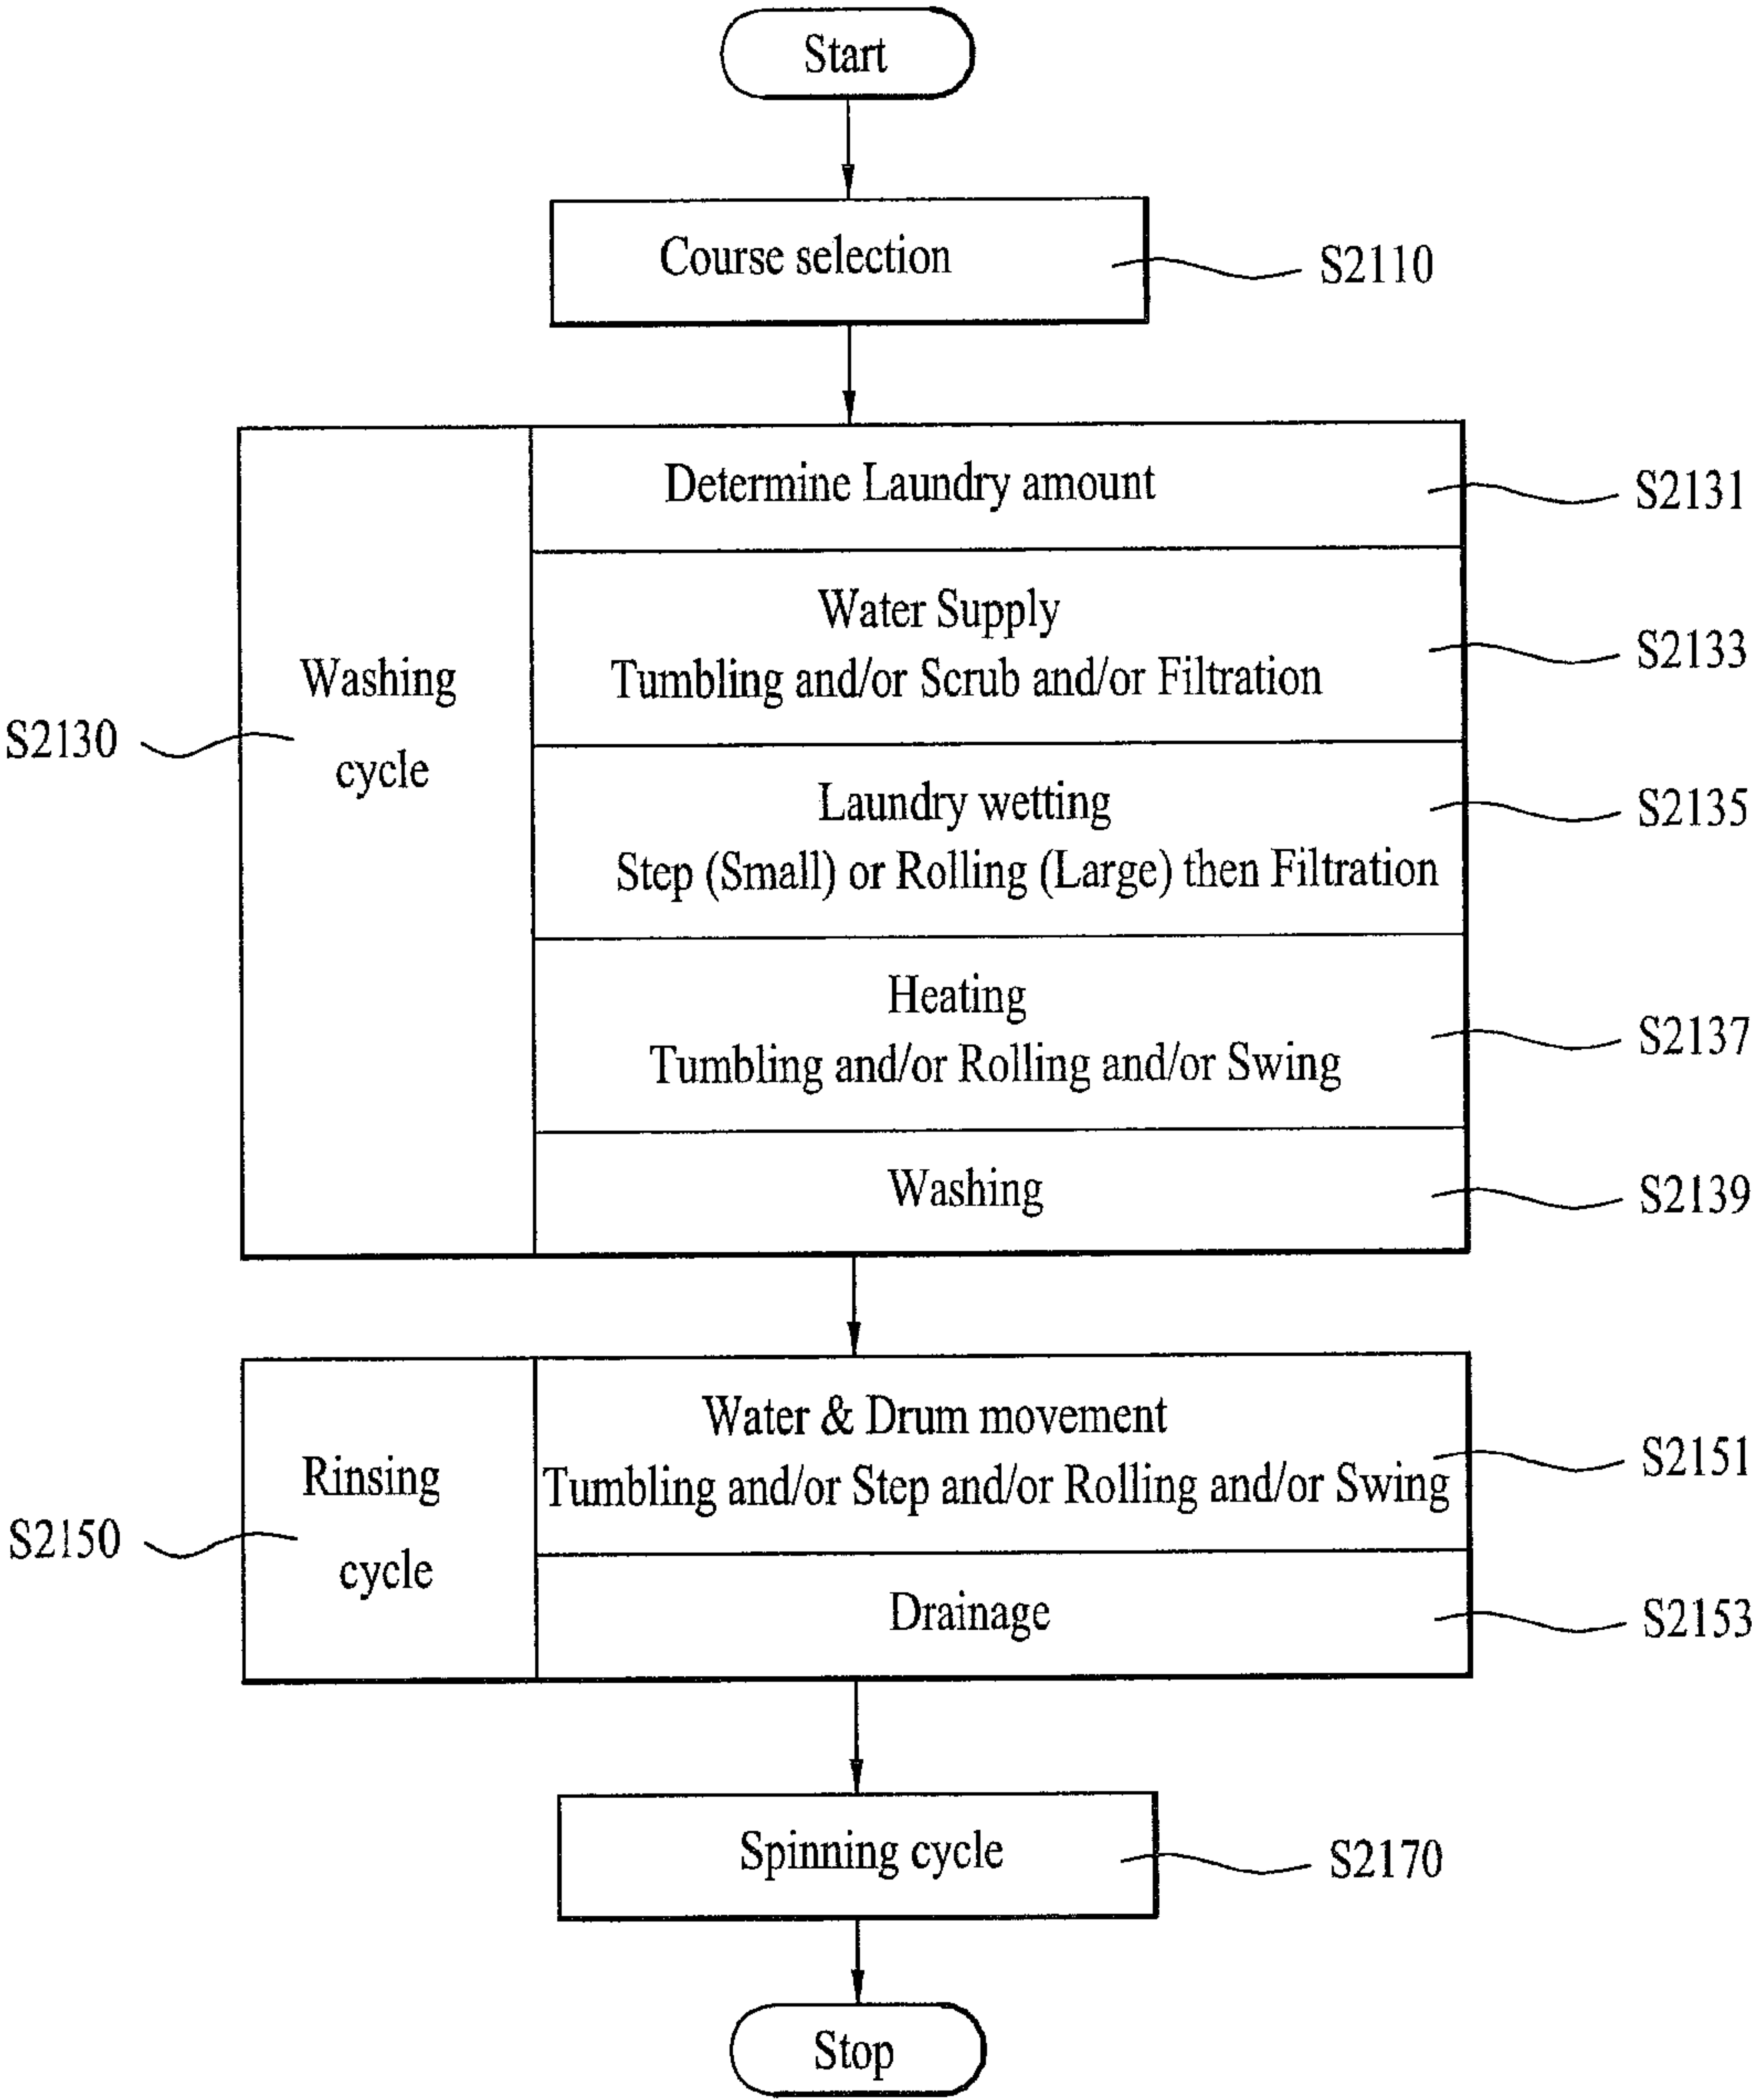 Start
Course selection
S2110
Determine Laundry amount
S2131
Water Supply
Tumbling and/or Scrub and/or Filtration
S2133
Washing
cycle
S2130
Laundry wetting
Step (Small) or Rolling (Large) then Filtration
S2135
Heating
Tumbling and/or Rolling and/or Swing
S2137
Washing
S2139
Water & Drum movement
Tumbling and/or Step and/or Rolling and/or Swing
S2151
Rinsing
cycle
S2150
Drainage
S2153
Spinning cycle
S2170
Stop